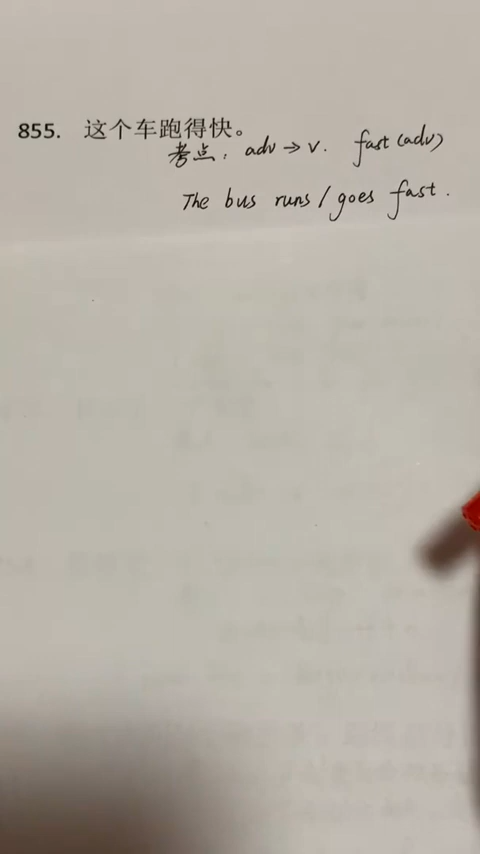 855. 这个车跑得快。
考点: adv → v. fast (adv)
The bus runs / goes fast.